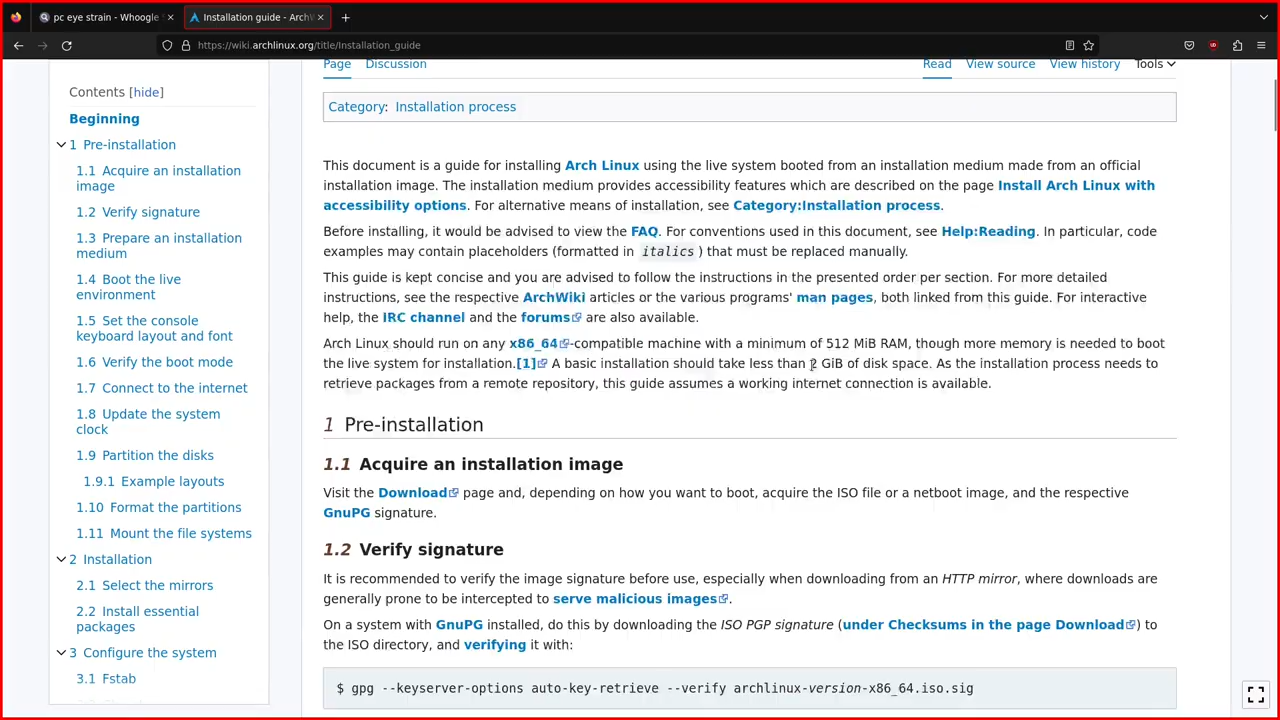 pc eye strain - Whoogle
Installation guide - ArchW
https://wiki.archlinux.org/title/Installation_guide
Page Discussion Read View source View history Tools
Contents [hide]
Beginning
1 Pre-installation
1.1 Acquire an installation
image
1.2 Verify signature
1.3 Prepare an installation
medium
1.4 Boot the live
environment
1.5 Set the console
keyboard layout and font
1.6 Verify the boot mode
1.7 Connect to the internet
1.8 Update the system
clock
1.9 Partition the disks
1.9.1 Example layouts
1.10 Format the partitions
1.11 Mount the file systems
2 Installation
2.1 Select the mirrors
2.2 Install essential
packages
3 Configure the system
3.1 Fstab
Category: Installation process
This document is a guide for installing Arch Linux using the live system booted from an installation medium made from an official
installation image. The installation medium provides accessibility features which are described on the page Install Arch Linux with
accessibility options. For alternative means of installation, see Category:Installation process.
Before installing, it would be advised to view the FAQ. For conventions used in this document, see Help:Reading. In particular, code
examples may contain placeholders (formatted in italics) that must be replaced manually.
This guide is kept concise and you are advised to follow the instructions in the presented order per section. For more detailed
instructions, see the respective ArchWiki articles or the various programs' man pages, both linked from this guide. For interactive
help, the IRC channel and the forums are also available.
Arch Linux should run on any x86_64-compatible machine with a minimum of 512 MiB RAM, though more memory is needed to boot
the live system for installation.[1] A basic installation should take less than 2 GiB of disk space. As the installation process needs to
retrieve packages from a remote repository, this guide assumes a working internet connection is available.
1 Pre-installation
1.1 Acquire an installation image
Visit the Download page and, depending on how you want to boot, acquire the ISO file or a netboot image, and the respective
GnuPG signature.
1.2 Verify signature
It is recommended to verify the image signature before use, especially when downloading from an HTTP mirror, where downloads are
generally prone to be intercepted to serve malicious images.
On a system with GnuPG installed, do this by downloading the ISO PGP signature (under Checksums in the page Download) to
the ISO directory, and verifying it with:
$ gpg --keyserver-options auto-key-retrieve --verify archlinux-version-x86_64.iso.sig